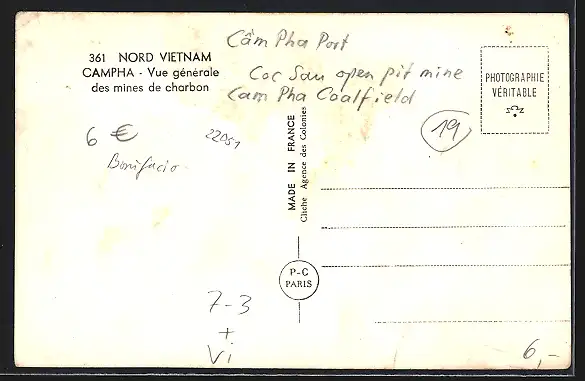 361 NORD VIETNAM
CAMPHA - Vue générale
des mines de charbon
Câm Pha Port
Coc Sau open pit mine
Cam Pha Coalfield
PHOTOGRAPHIE
VÉRITABLE
19
6 €
22051
Bonifacio
MADE IN FRANCE
Cliché Agence des Colonies
P-C
PARIS
7-3
+
Vi
6,-